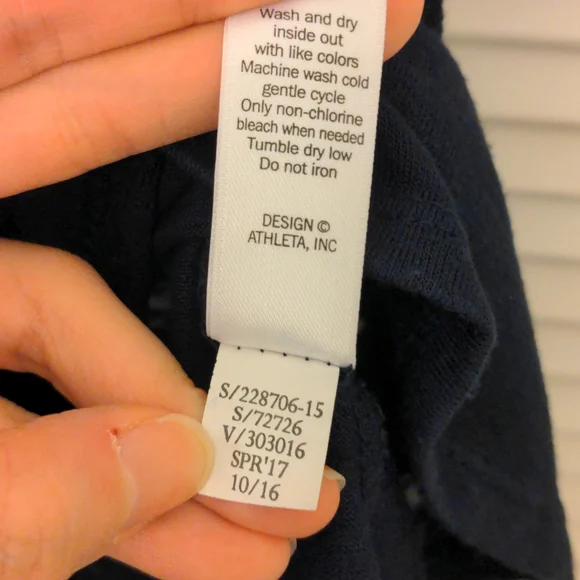 Wash and dry
inside out
with like colors
Machine wash cold
gentle cycle
Only non-chlorine
bleach when needed
Tumble dry low
Do not iron
DESIGN ©
ATHLETA, INC
S/228706-15
S/72726
V/303016
SPR'17
10/16